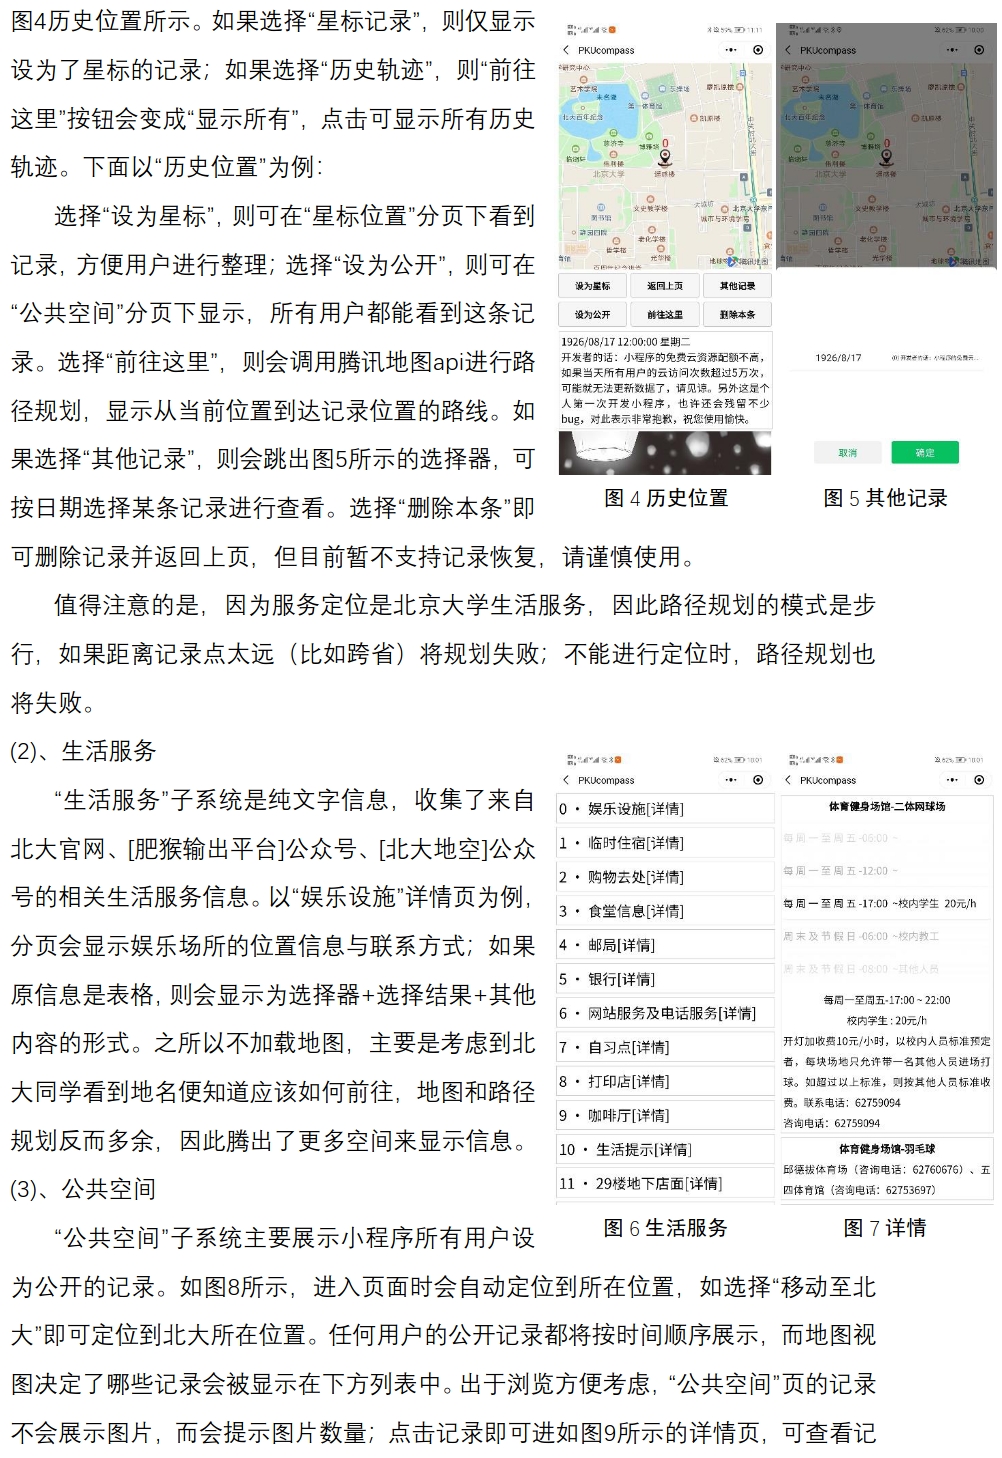 图4历史位置所示。如果选择“星标记录”，则仅显示
设为了星标的记录；如果选择“历史轨迹”，则“前往
这里”按钮会变成“显示所有”，点击可显示所有历史
轨迹。下面以“历史位置”为例：
选择“设为星标”，则可在“星标位置”分页下看到
记录，方便用户进行整理；选择“设为公开”，则可在
“公共空间”分页下显示，所有用户都能看到这条记
录。选择“前往这里”，则会调用腾讯地图api进行路
径规划，显示从当前位置到达记录位置的路线。如
果选择“其他记录”，则会跳出图5所示的选择器，可
按日期选择某条记录进行查看。选择“删除本条”即
可删除记录并返回上页，但目前暂不支持记录恢复，请谨慎使用。
59% 11:11
PKUcompass
艺术学院
未名湖
第一体育馆
北京大学
图书馆
文史教学楼
老化学楼
城市与环境学院
设为星标 返回上页 其他记录
设为公开 前往这里 删除本条
1926/08/17 12:00:00 星期二
开发者的话：小程序的免费云资源配额不高，
如果当天所有用户的云访问次数超过5万次，
可能就无法更新数据了，请见谅。另外这是个
人第一次开发小程序，也许还会残留不少
bug，对此表示非常抱歉，祝您使用愉快。
图 4 历史位置
PKUcompass
1926/8/17
取消 确定
图 5 其他记录
值得注意的是，因为服务定位是北京大学生活服务，因此路径规划的模式是步
行，如果距离记录点太远（比如跨省）将规划失败；不能进行定位时，路径规划也
将失败。
(2)、生活服务
“生活服务”子系统是纯文字信息，收集了来自
北大官网、[肥猴输出平台]公众号、[北大地空]公众
号的相关生活服务信息。以“娱乐设施”详情页为例，
分页会显示娱乐场所的位置信息与联系方式；如果
原信息是表格，则会显示为选择器+选择结果+其他
内容的形式。之所以不加载地图，主要是考虑到北
大同学看到地名便知道应该如何前往，地图和路径
规划反而多余，因此腾出了更多空间来显示信息。
62% 10:01
PKUcompass
0 · 娱乐设施[详情]
1 · 临时住宿[详情]
2 · 购物去处[详情]
3 · 食堂信息[详情]
4 · 邮局[详情]
5 · 银行[详情]
6 · 网站服务及电话服务[详情]
7 · 自习点[详情]
8 · 打印店[详情]
9 · 咖啡厅[详情]
10 · 生活提示[详情]
11 · 29楼地下店面[详情]
图 6 生活服务
62% 10:01
PKUcompass
体育健身场馆-二体网球场
每周一至周五-06:00 ~
每周一至周五-12:00 ~
每周一至周五-17:00 ~校内学生 20元/h
周末及节假日-06:00 ~校内教工
周末及节假日-08:00 ~其他人员
每周一至周五-17:00 ~ 22:00
校内学生 : 20元/h
开灯加收费10元/小时，以校内人员标准预定
者，每块场地只允许带一名其他人员进场打
球。如超过以上标准，则按其他人员标准收
费。联系电话：62759094
咨询电话：62759094
体育健身场馆-羽毛球
邱德拔体育场（咨询电话：62760676）、五
四体育馆（咨询电话：62753697）
图 7 详情
(3)、公共空间
“公共空间”子系统主要展示小程序所有用户设
为公开的记录。如图8所示，进入页面时会自动定位到所在位置，如选择“移动至北
大”即可定位到北大所在位置。任何用户的公开记录都将按时间顺序展示，而地图视
图决定了哪些记录会被显示在下方列表中。出于浏览方便考虑，“公共空间”页的记录
不会展示图片，而会提示图片数量；点击记录即可进如图9所示的详情页，可查看记